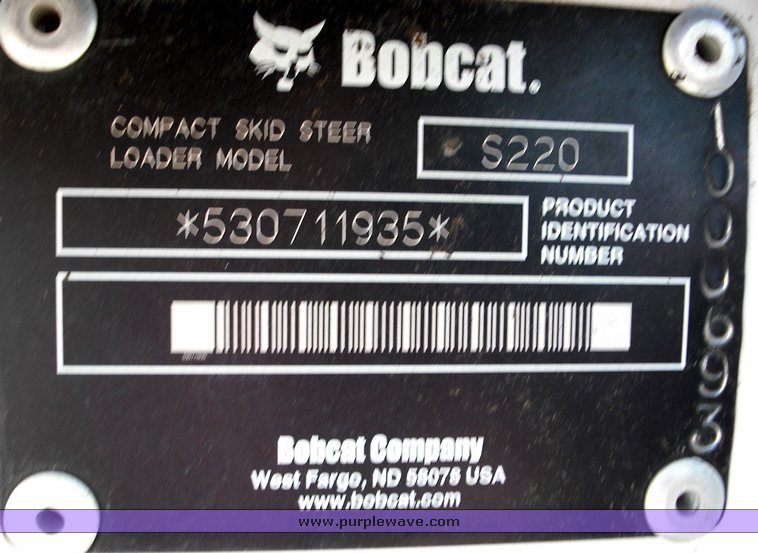 Bobcat.
COMPACT SKID STEER
LOADER MODEL
S220
*530711935*
PRODUCT
IDENTIFICATION
NUMBER
Bobcat Company
West Fargo, ND 58078 USA
www.bobcat.com
www.purplewave.com